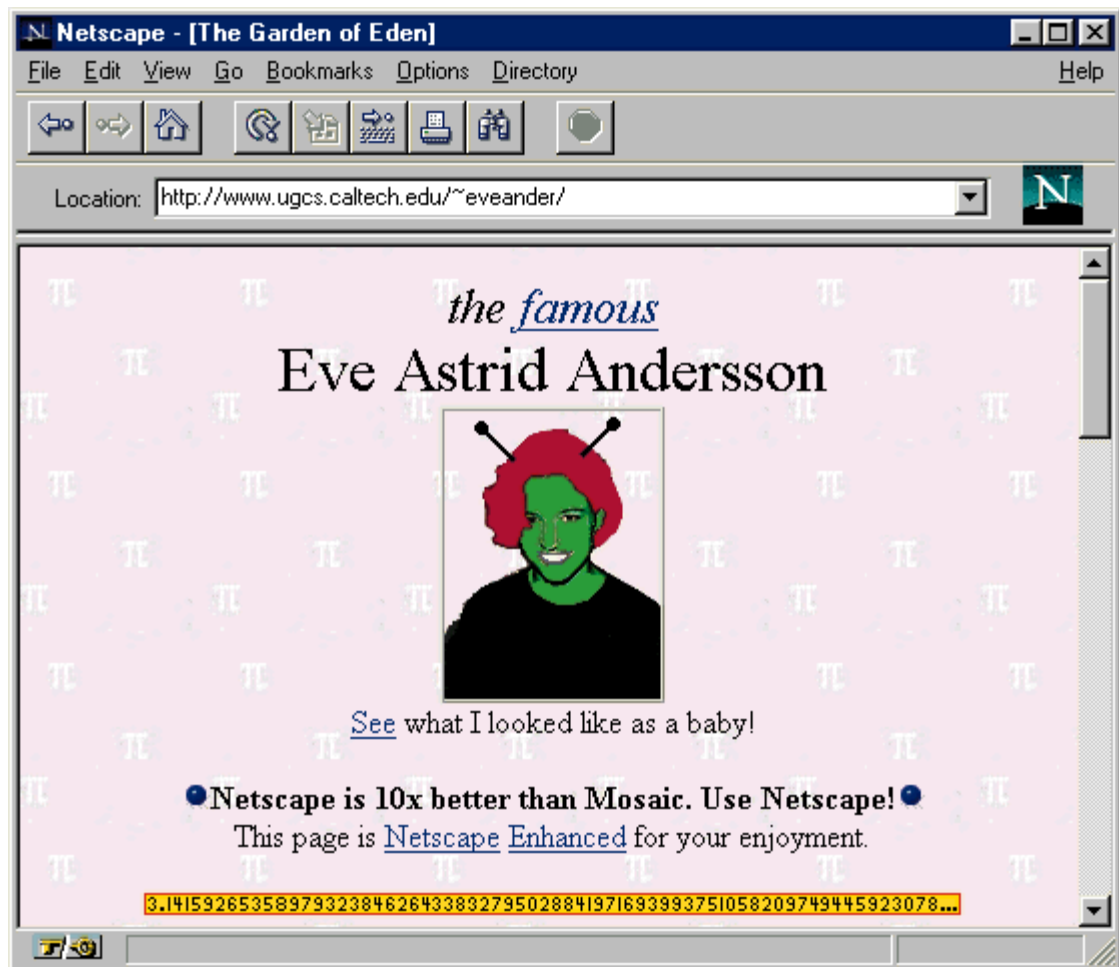 Netscape - [The Garden of Eden]
File Edit View Go Bookmarks Options Directory Help
Location: http://www.ugcs.caltech.edu/~eveander/
N
the famous
Eve Astrid Andersson
See what I looked like as a baby!
Netscape is 10x better than Mosaic. Use Netscape!
This page is Netscape Enhanced for your enjoyment.
3.1415926535897932384626433832795028841971693993751058209749445923078...